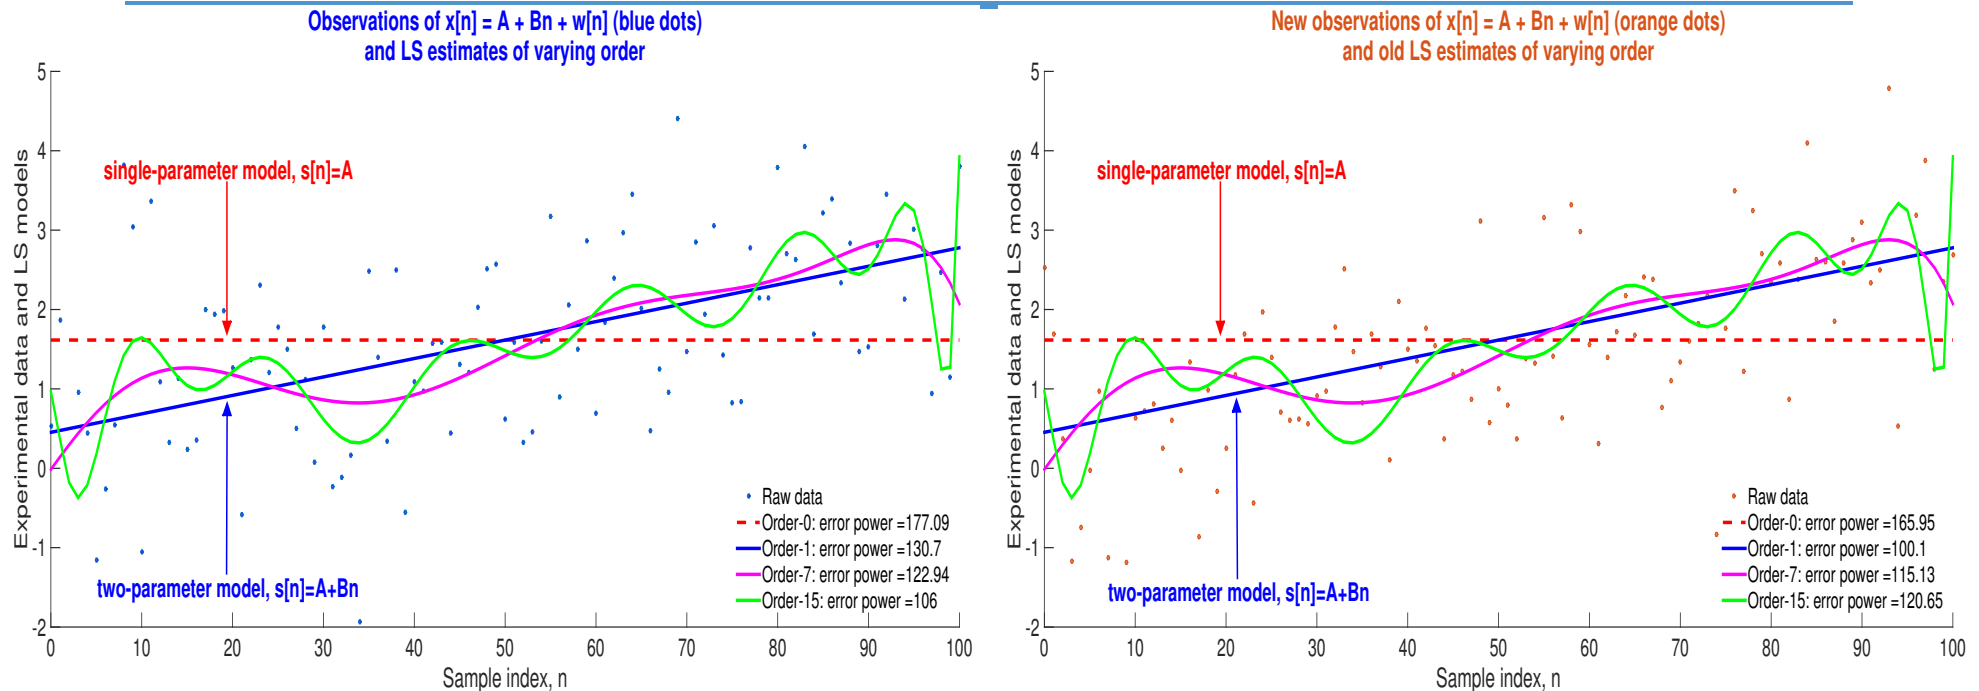 Observations of x[n] = A + Bn + w[n] (blue dots)
and LS estimates of varying order
Experimental data and LS models
5
4
3
2
1
0
-1
-2
single-parameter model, s[n]=A
two-parameter model, s[n]=A+Bn
Raw data
Order-0: error power =177.09
Order-1: error power =130.7
Order-7: error power =122.94
Order-15: error power =106
0 10 20 30 40 50 60 70 80 90 100
Sample index, n
New observations of x[n] = A + Bn + w[n] (orange dots)
and old LS estimates of varying order
Experimental data and LS models
5
4
3
2
1
0
-1
-2
single-parameter model, s[n]=A
two-parameter model, s[n]=A+Bn
Raw data
Order-0: error power =165.95
Order-1: error power =100.1
Order-7: error power =115.13
Order-15: error power =120.65
0 10 20 30 40 50 60 70 80 90 100
Sample index, n